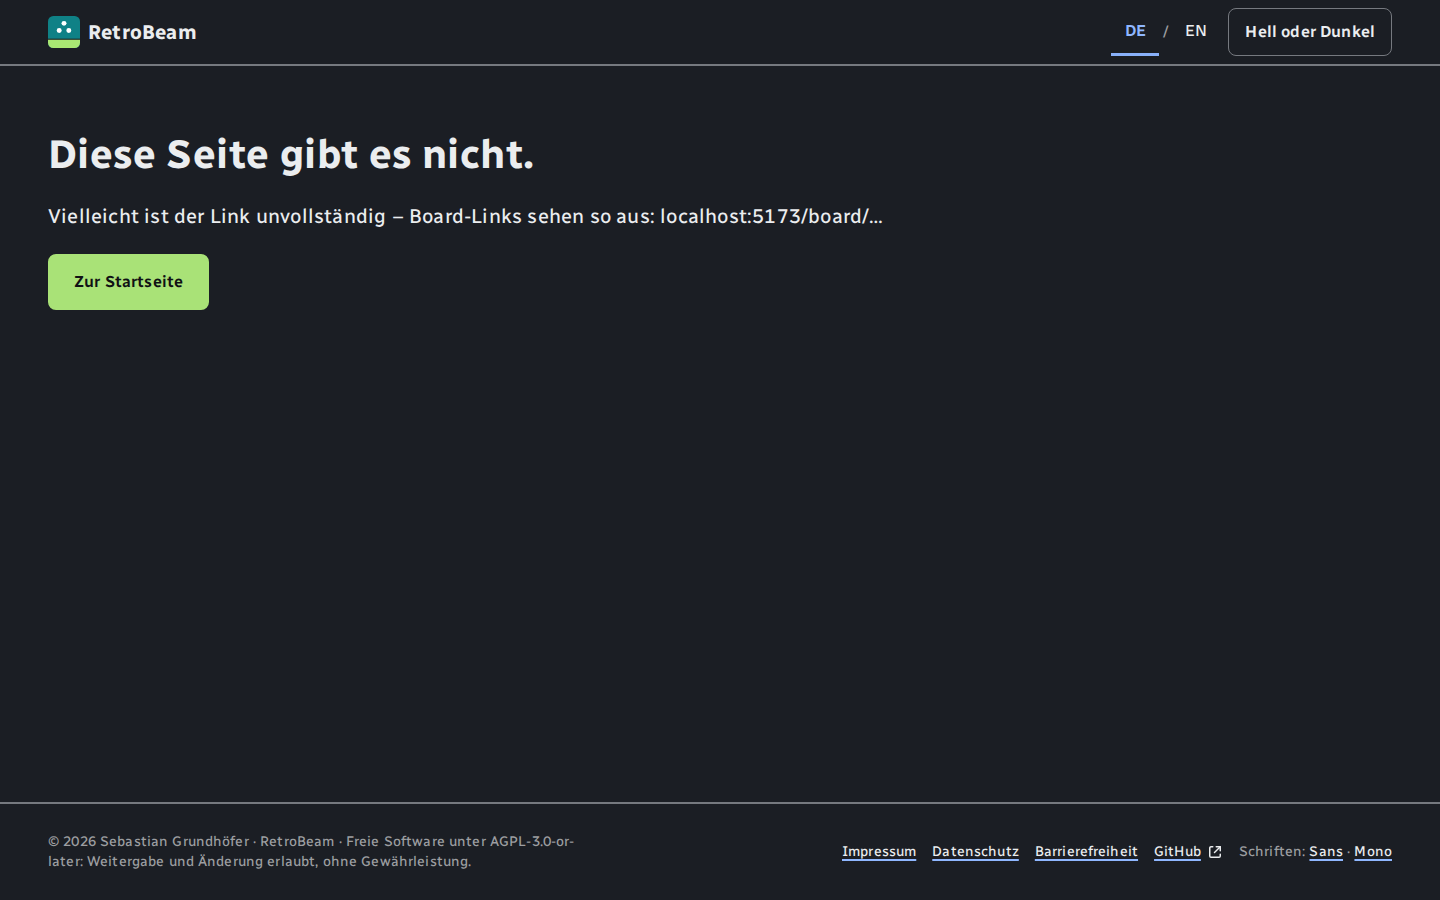 RetroBeam
DE / EN
Hell oder Dunkel
Diese Seite gibt es nicht.
Vielleicht ist der Link unvollständig – Board-Links sehen so aus: localhost:5173/board/…
Zur Startseite
© 2026 Sebastian Grundhöfer · RetroBeam · Freie Software unter AGPL-3.0-or-
later: Weitergabe und Änderung erlaubt, ohne Gewährleistung.
Impressum Datenschutz Barrierefreiheit GitHub Schriften: Sans · Mono